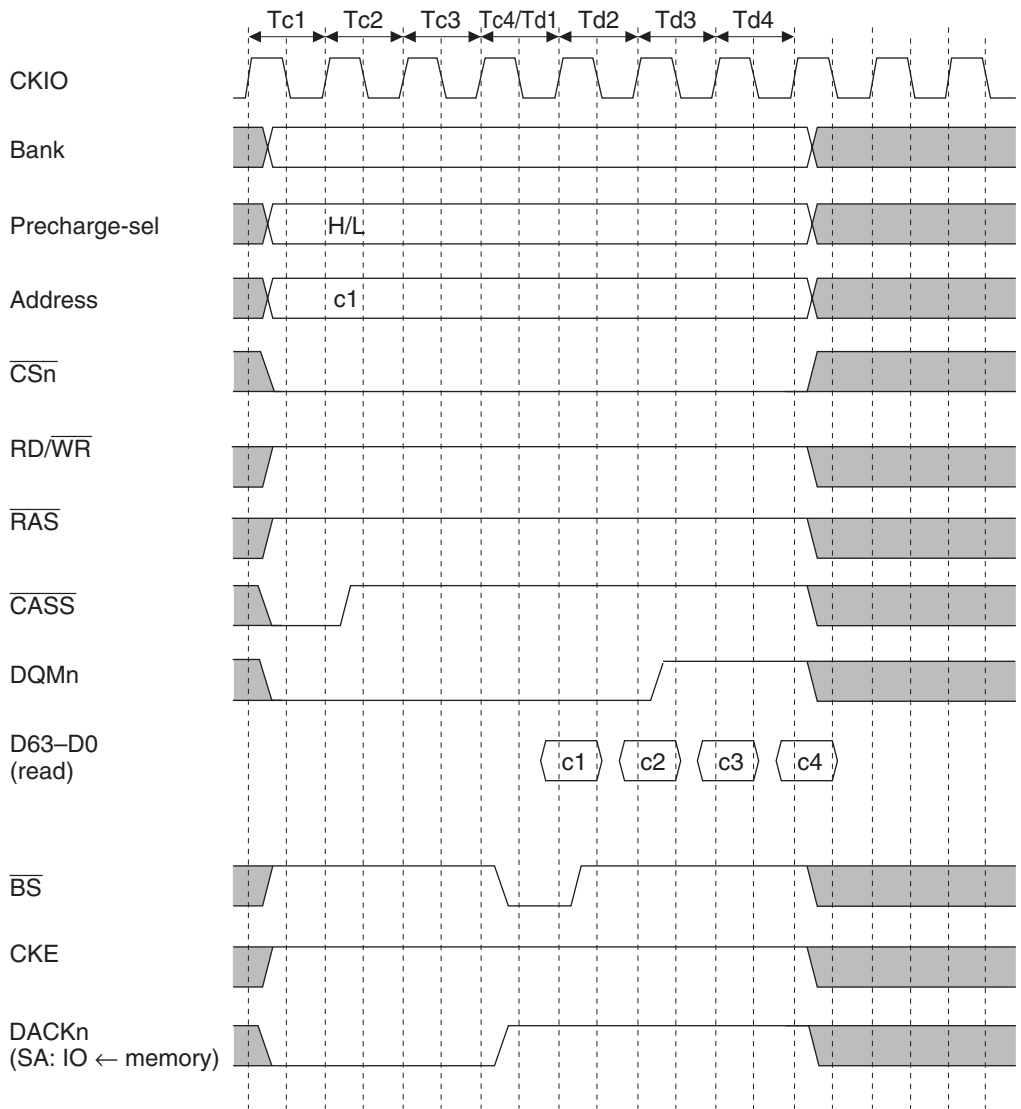 Tc1 Tc2 Tc3 Tc4/Td1 Td2 Td3 Td4
CKIO
Bank
Precharge-sel H/L
Address c1
CSn
RD/WR
RAS
CASS
DQMn
D63–D0
(read) c1 c2 c3 c4
BS
CKE
DACKn
(SA: IO ← memory)